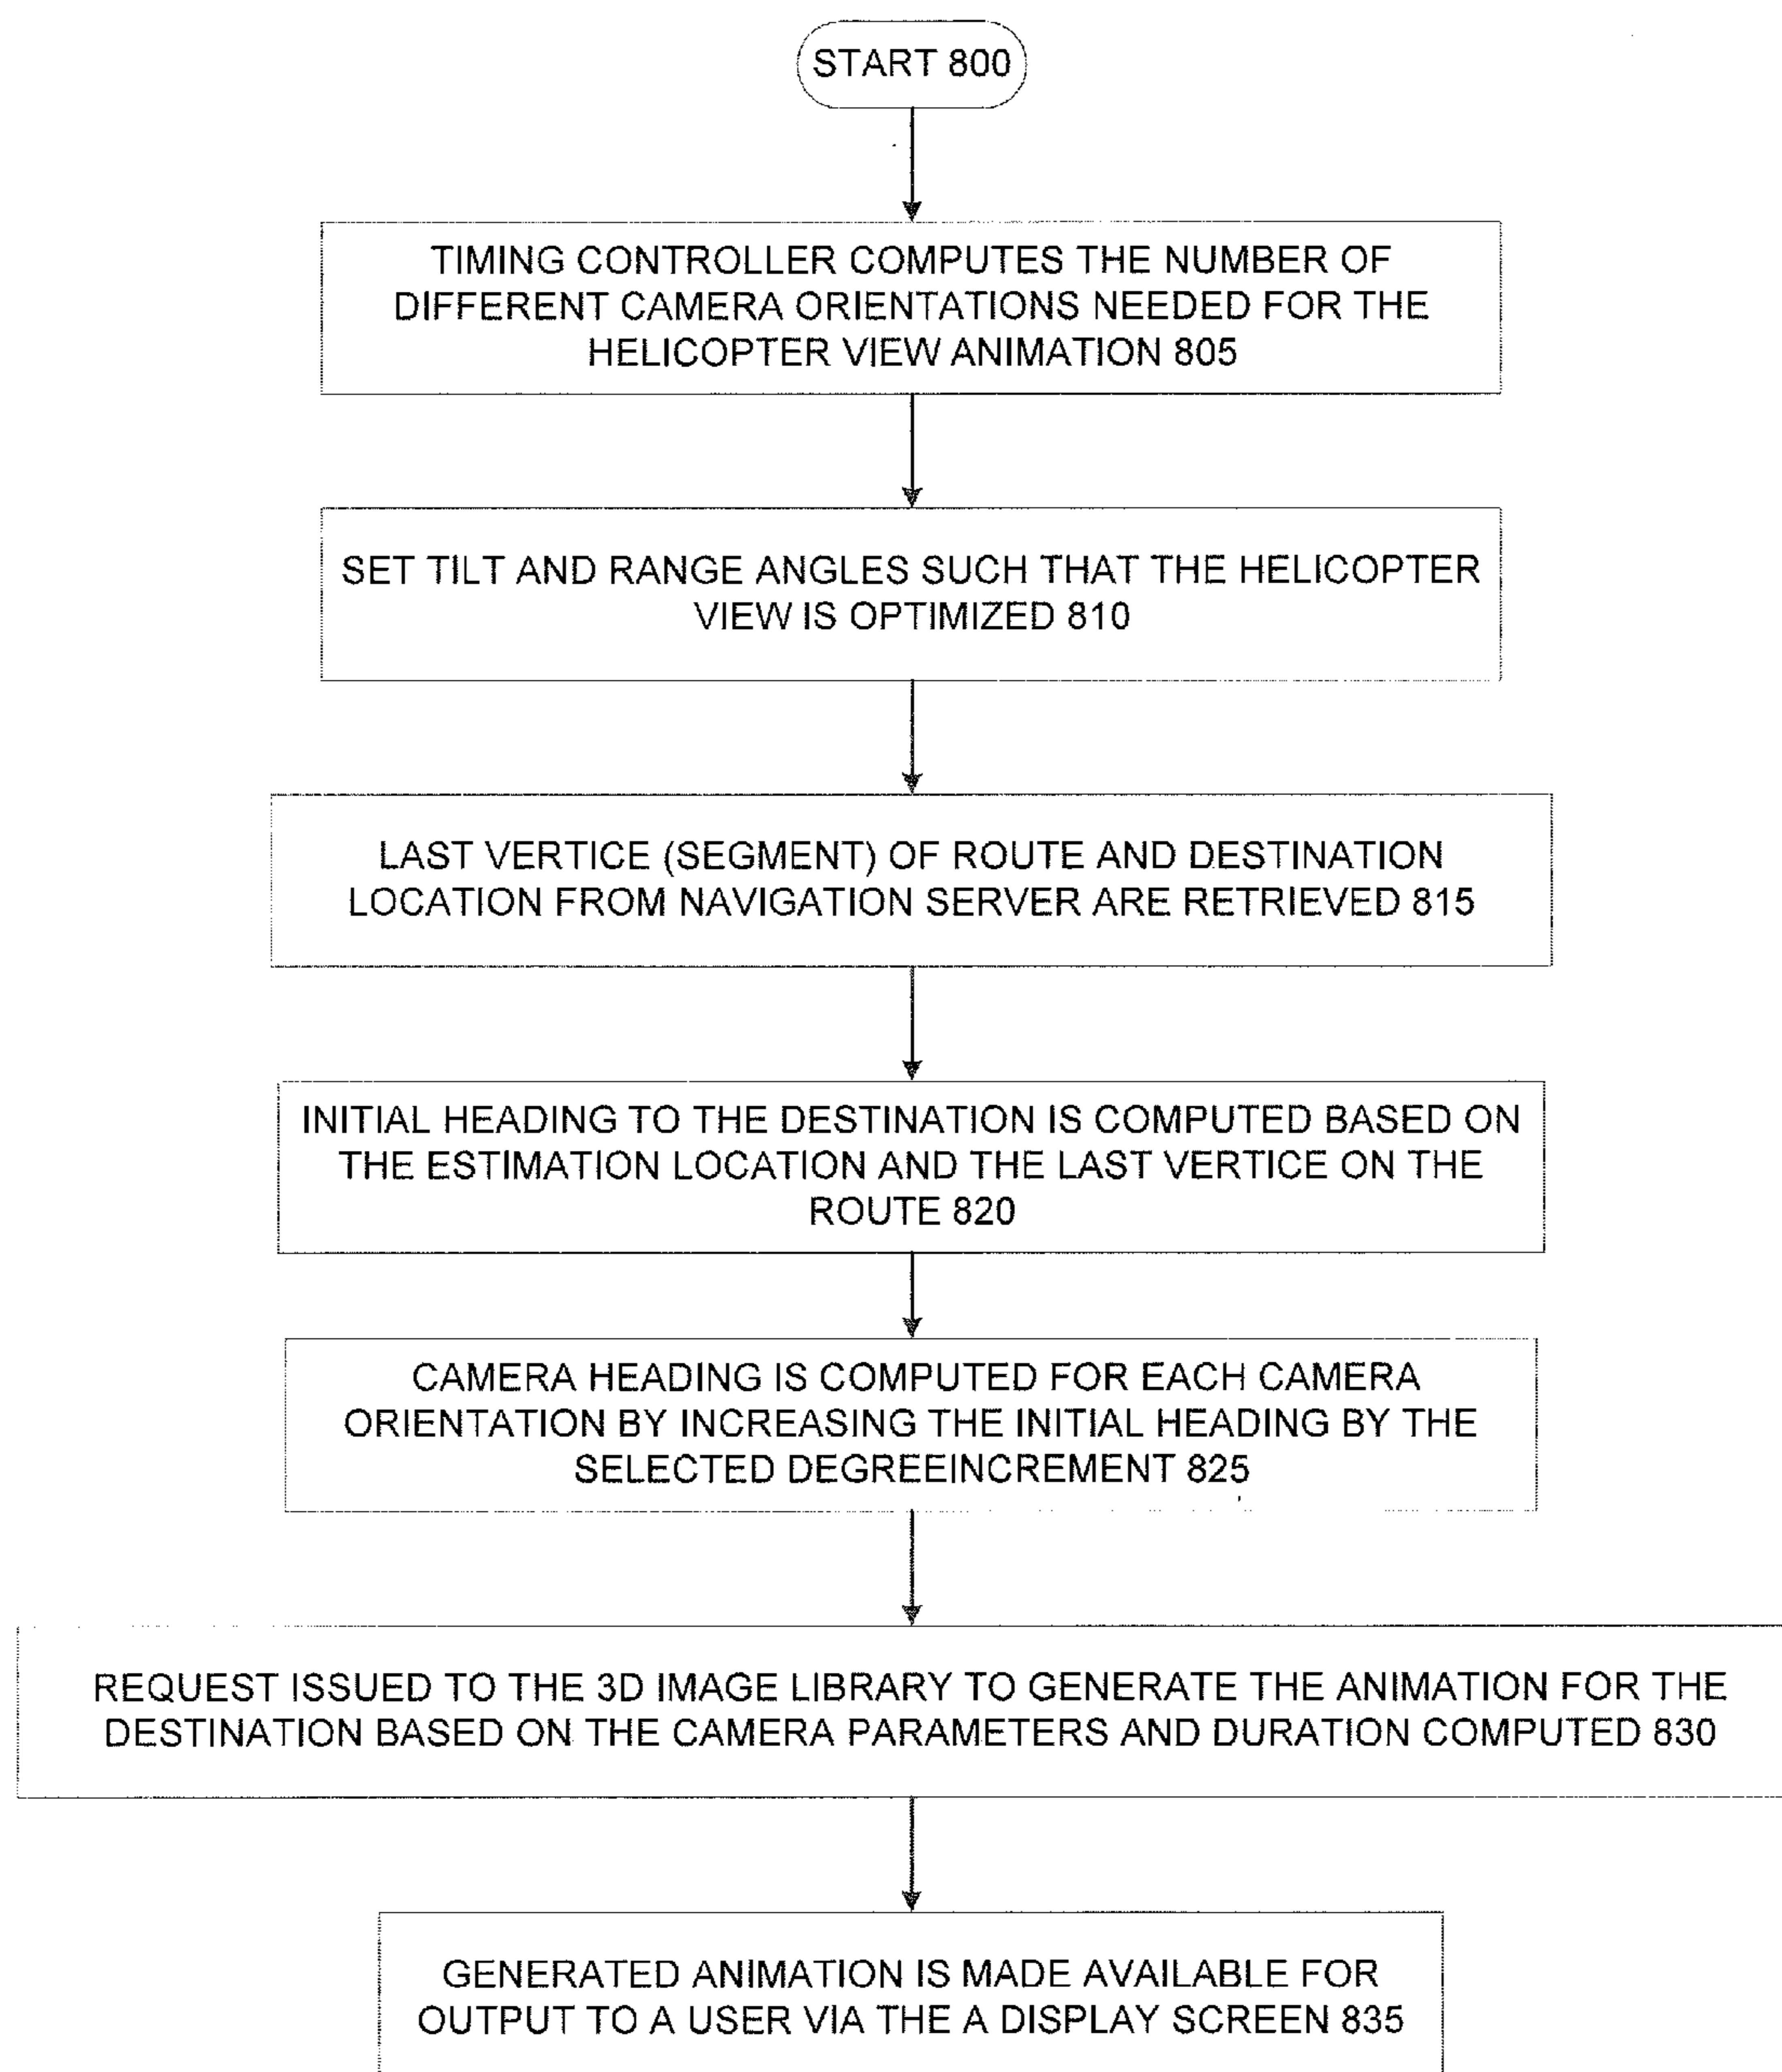 START 800
TIMING CONTROLLER COMPUTES THE NUMBER OF
DIFFERENT CAMERA ORIENTATIONS NEEDED FOR THE
HELICOPTER VIEW ANIMATION 805
SET TILT AND RANGE ANGLES SUCH THAT THE HELICOPTER
VIEW IS OPTIMIZED 810
LAST VERTICE (SEGMENT) OF ROUTE AND DESTINATION
LOCATION FROM NAVIGATION SERVER ARE RETRIEVED 815
INITIAL HEADING TO THE DESTINATION IS COMPUTED BASED ON
THE ESTIMATION LOCATION AND THE LAST VERTICE ON THE
ROUTE 820
CAMERA HEADING IS COMPUTED FOR EACH CAMERA
ORIENTATION BY INCREASING THE INITIAL HEADING BY THE
SELECTED DEGREEINCREMENT 825
REQUEST ISSUED TO THE 3D IMAGE LIBRARY TO GENERATE THE ANIMATION FOR THE
DESTINATION BASED ON THE CAMERA PARAMETERS AND DURATION COMPUTED 830
GENERATED ANIMATION IS MADE AVAILABLE FOR
OUTPUT TO A USER VIA THE A DISPLAY SCREEN 835